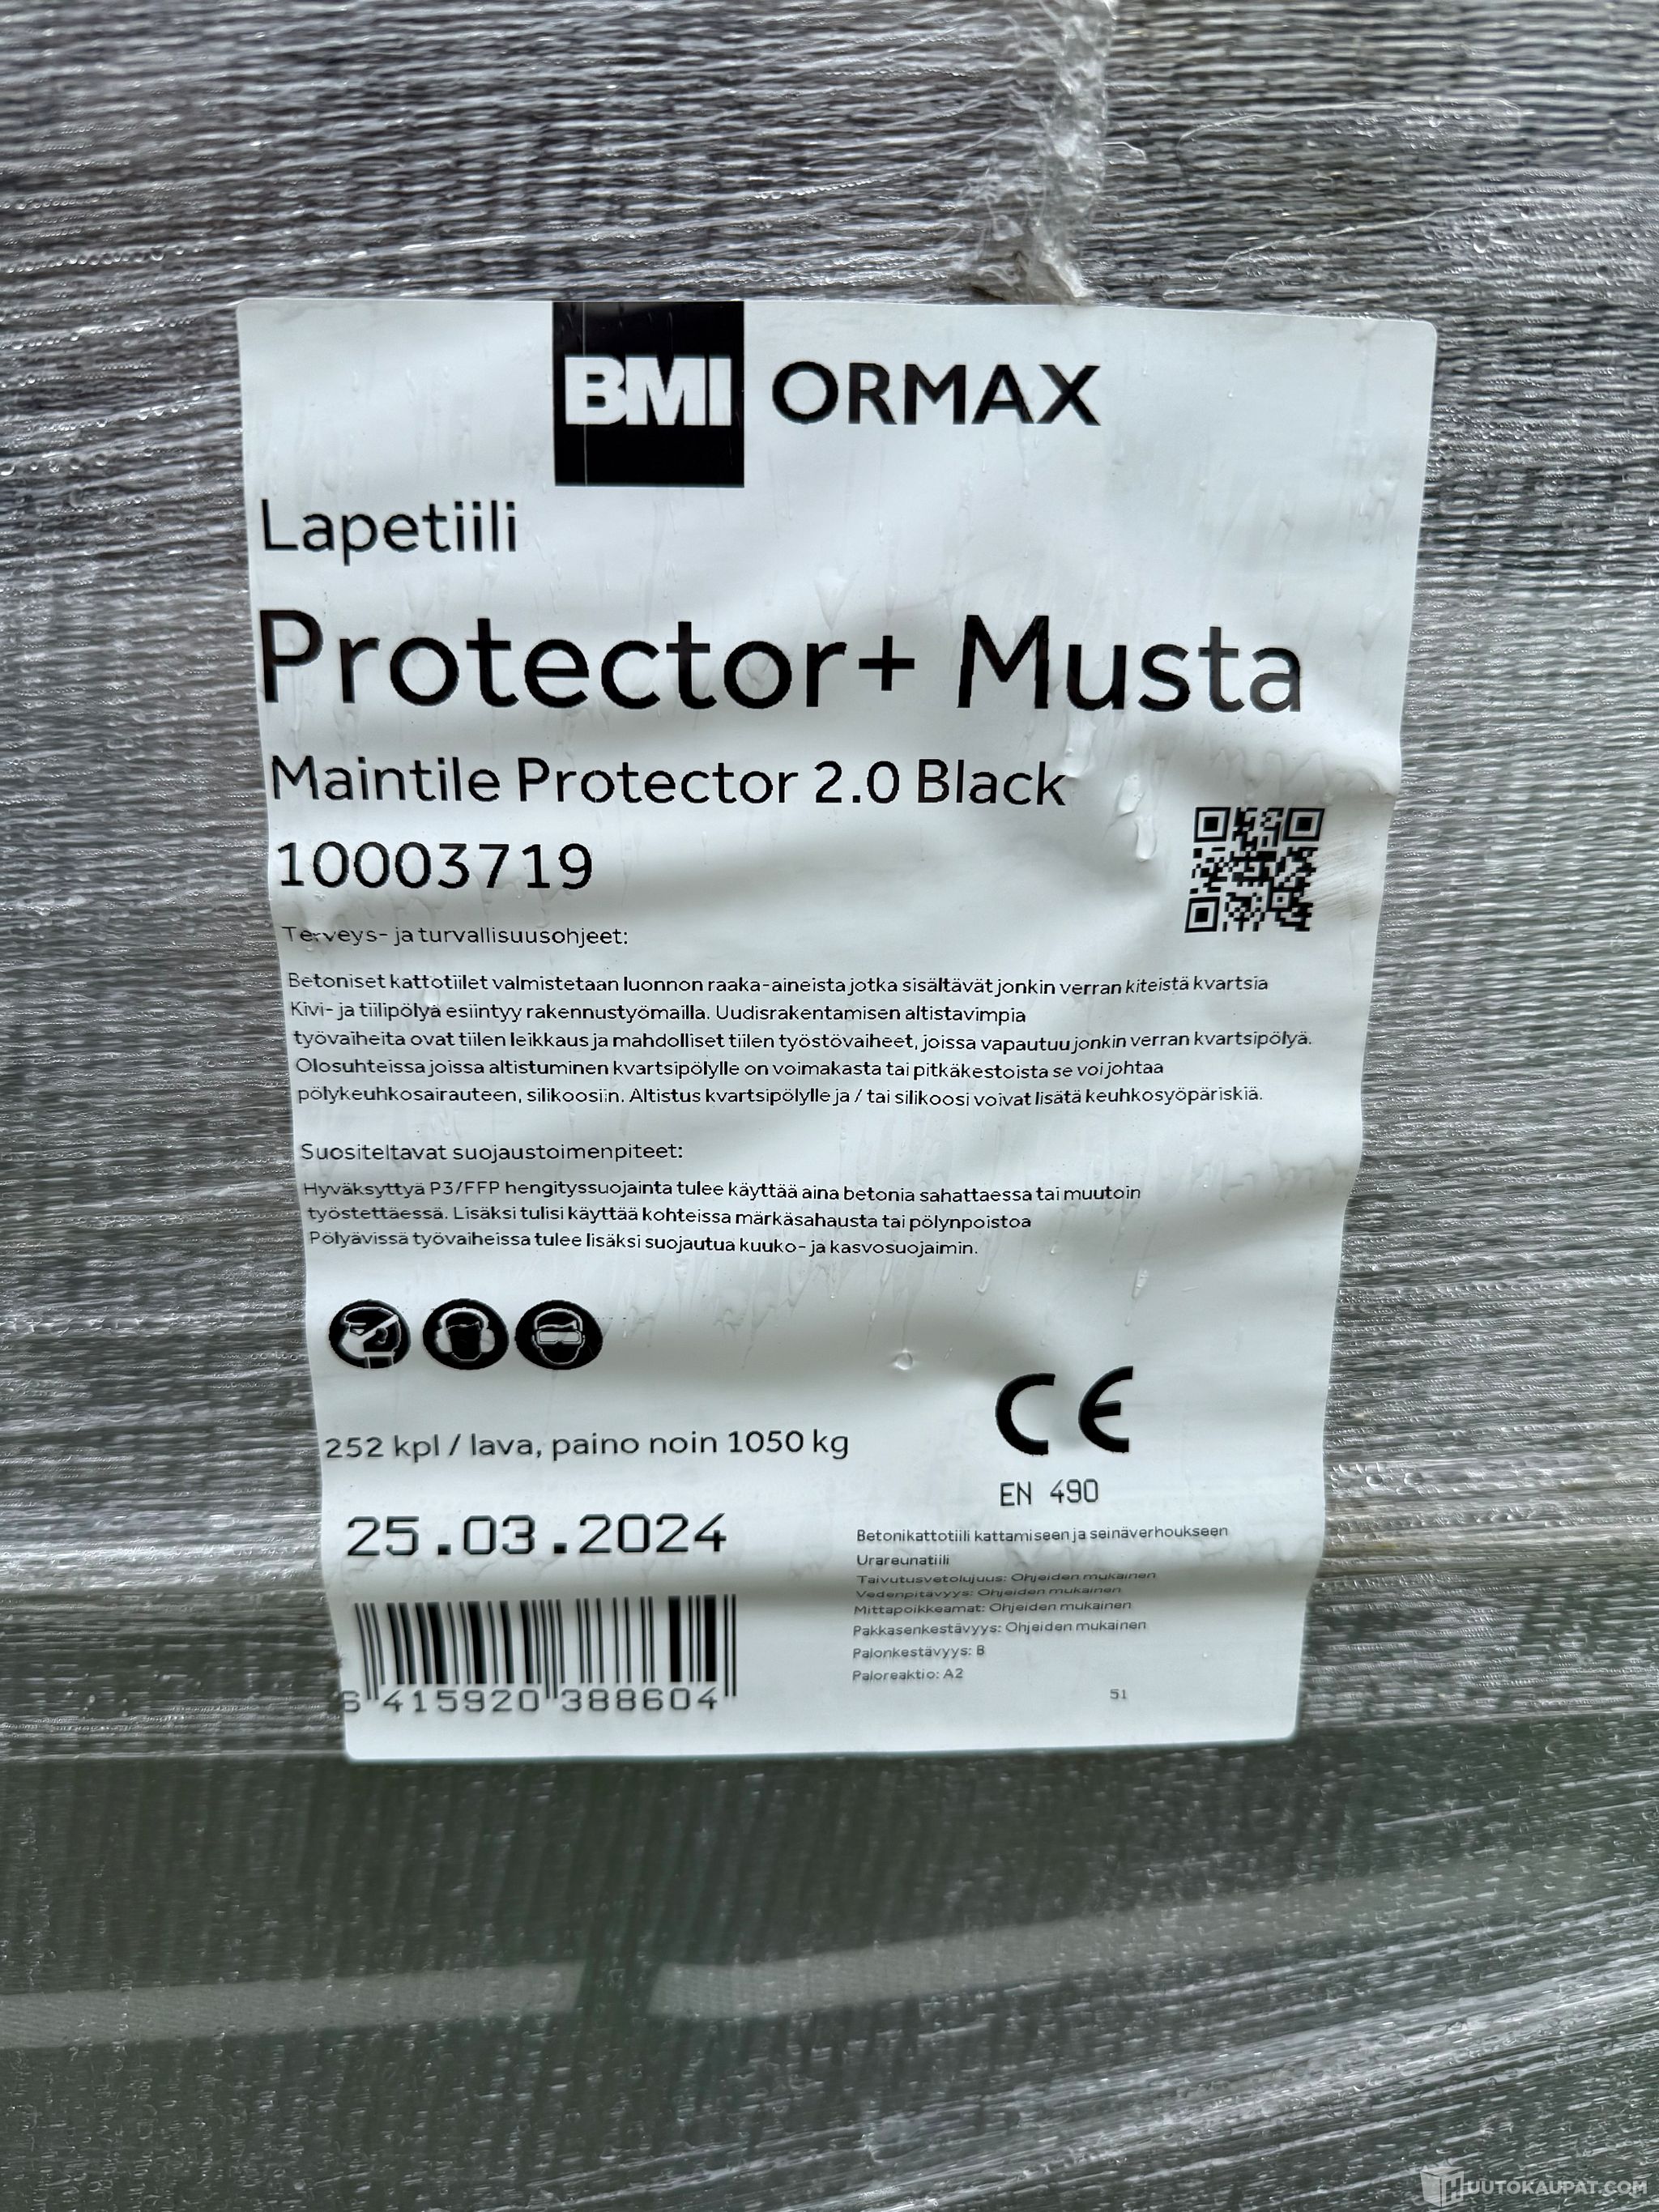 BMI ORMAX
Lapetiili
Protector+ Musta
Maintile Protector 2.0 Black
10003719
Terveys- ja turvallisuusohjeet:
Betoniset kattotiilet valmistetaan luonnon raaka-aineista jotka sisältävät jonkin verran kiteistä kvartsia
Kivi- ja tiilipölyä esiintyy rakennustyömailla. Uudisrakentamisen altistavimpia
työvaiheita ovat tiilen leikkaus ja mahdolliset tiilen työstövaiheet, joissa vapautuu jonkin verran kvartsipölyä.
Olosuhteissa joissa altistuminen kvartsipölylle on voimakasta tai pitkäkestoista se voi johtaa
pölykeuhkosairauteen, silikoosiin. Altistus kvartsipölylle ja / tai silikoosi voivat lisätä keuhkosyöpäriskiä.
Suositeltavat suojaustoimenpiteet:
Hyväksyttyä P3/FFP hengityssuojainta tulee käyttää aina betonia sahattaessa tai muutoin
työstettäessä. Lisäksi tulisi käyttää kohteissa märkäsahausta tai pölynpoistoa
Pölyävissä työvaiheissa tulee lisäksi suojautua kuuko- ja kasvosuojaimin.
CE
252 kpl / lava, paino noin 1050 kg
EN 490
25.03.2024
Betonikattotiili kattamiseen ja seinäverhoukseen
Urareunatiili
Taivutusvetolujuus: Ohjeiden mukainen
Vedenpitävyys: Ohjeiden mukainen
Mittapoikkeamat: Ohjeiden mukainen
Pakkasenkestävyys: Ohjeiden mukainen
Palonkestävyys: B
Paloreaktio: A2
51
6 415920 388604
HUUTOKAUPAT.COM